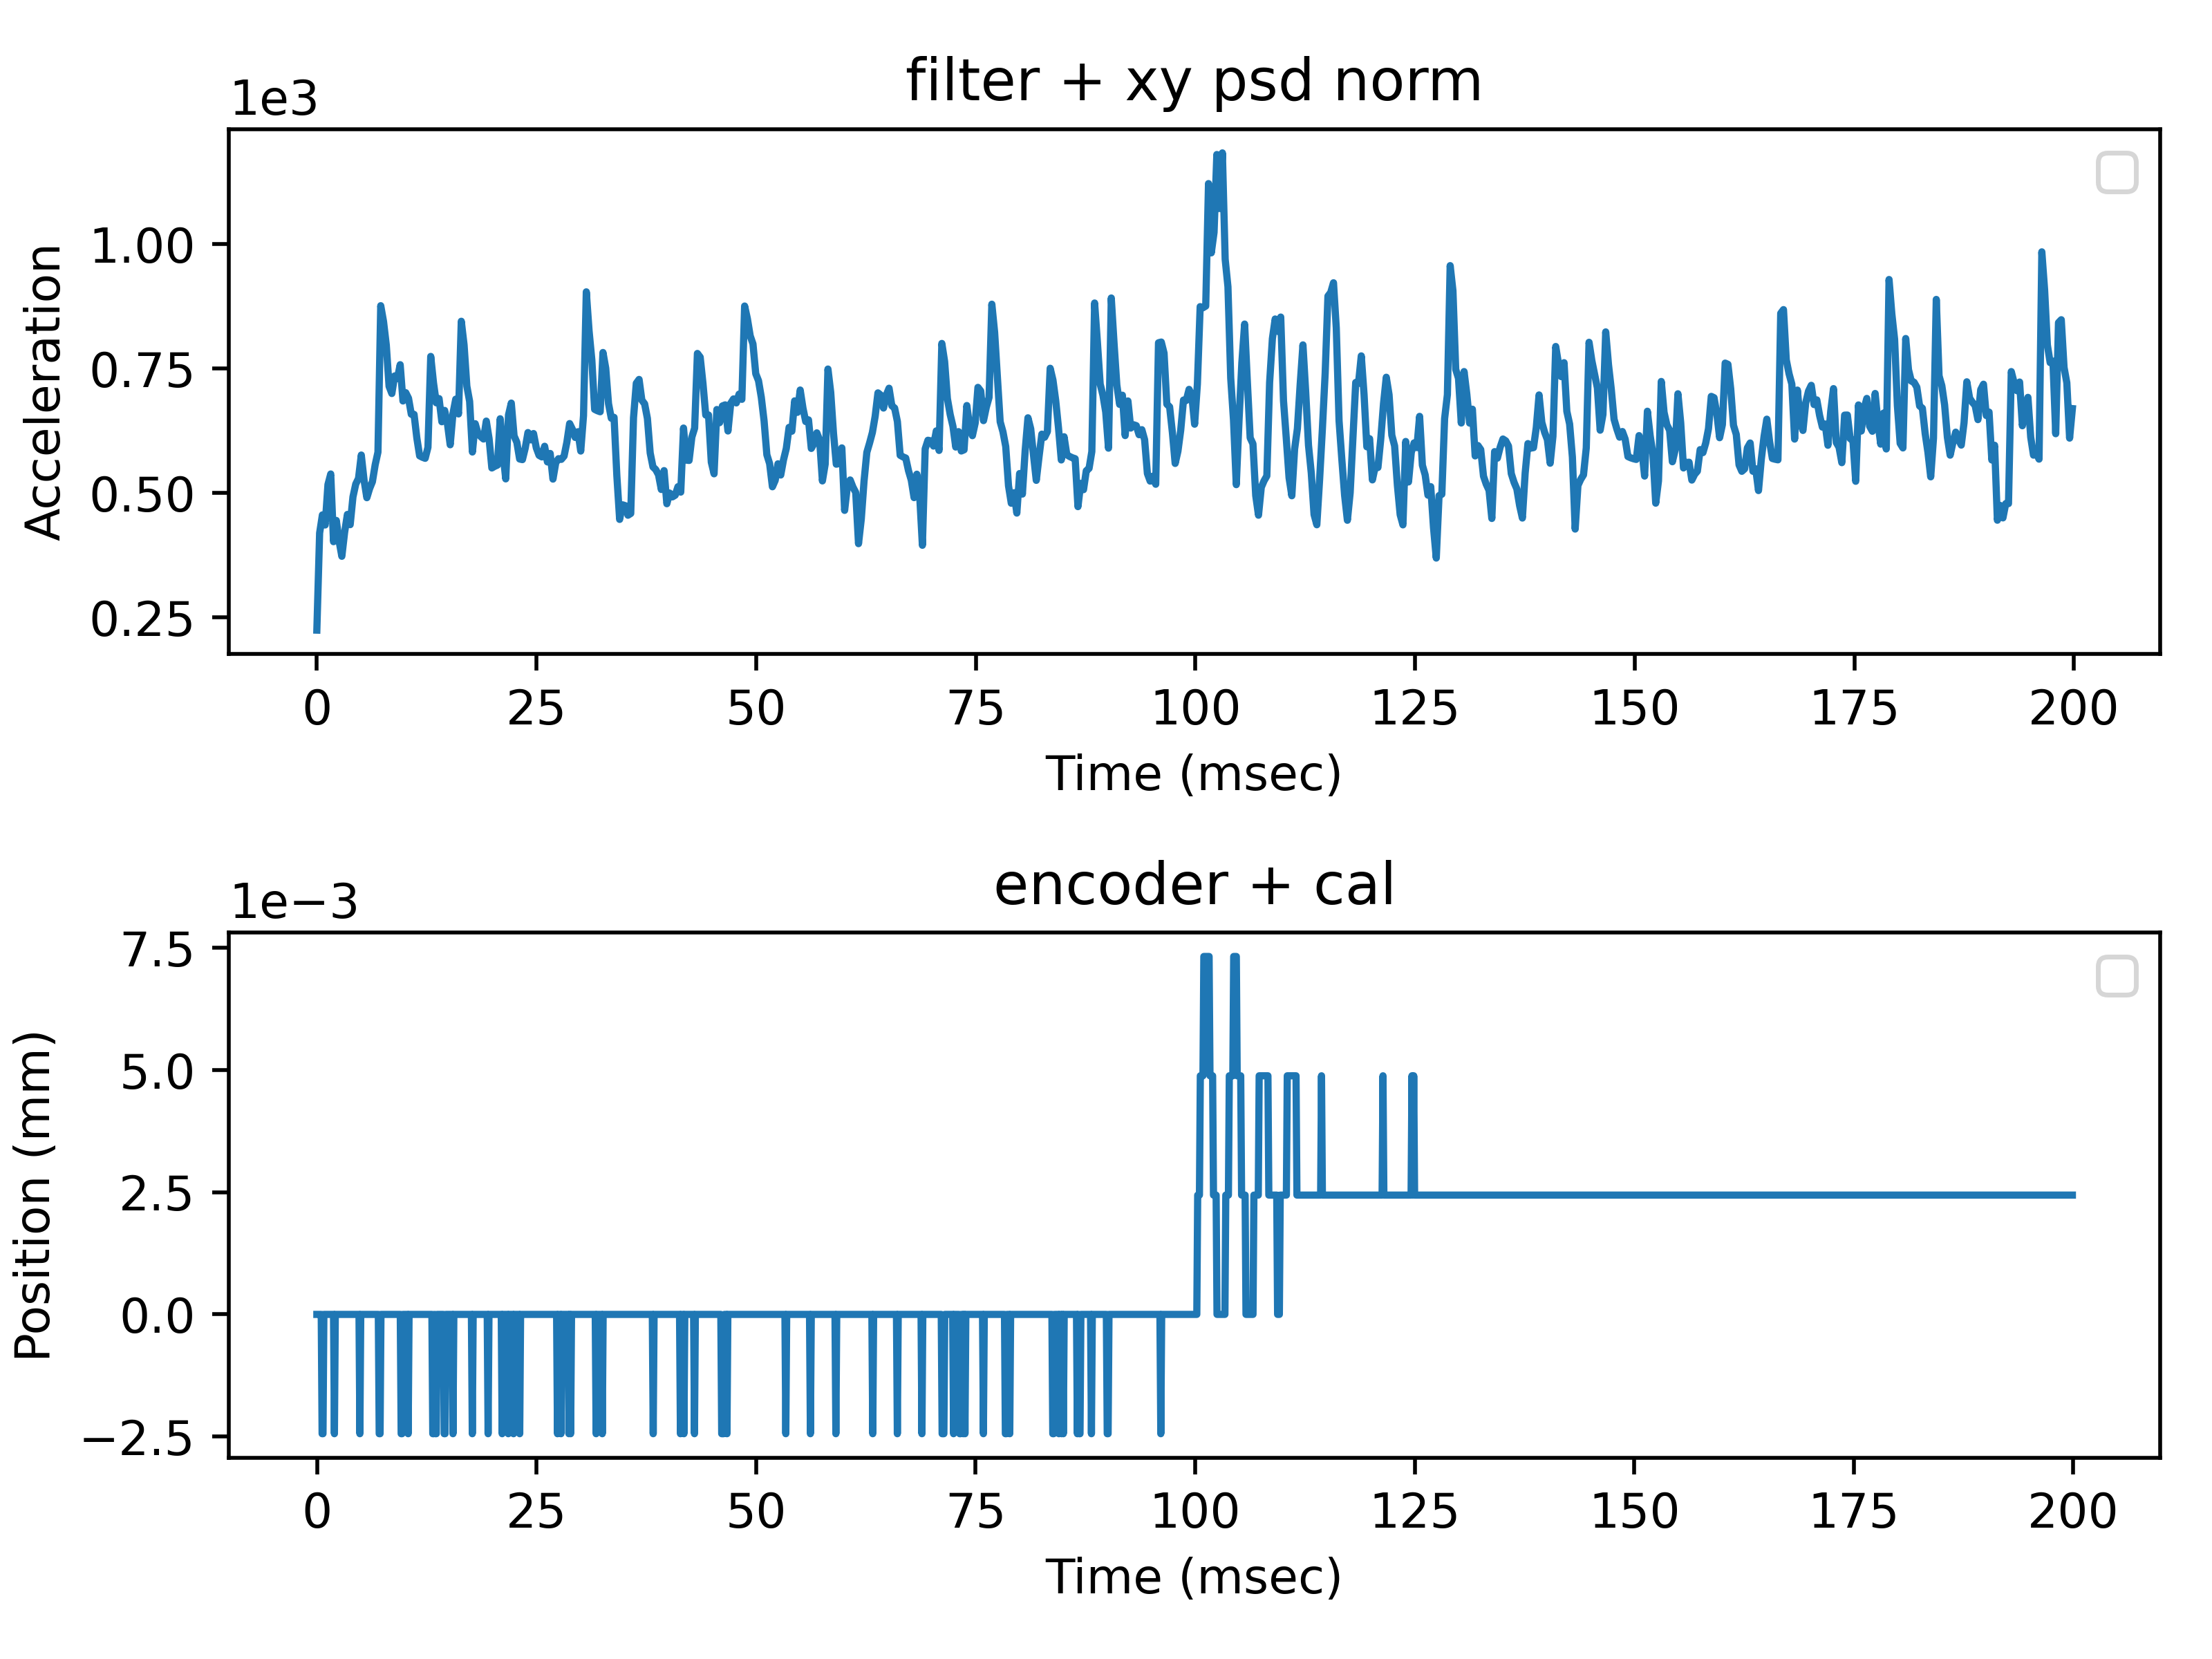 filter + xy psd norm
1e3
Acceleration
1.00
0.75
0.50
0.25
0 25 50 75 100 125 150 175 200
Time (msec)
encoder + cal
1e−3
Position (mm)
7.5
5.0
2.5
0.0
−2.5
0 25 50 75 100 125 150 175 200
Time (msec)